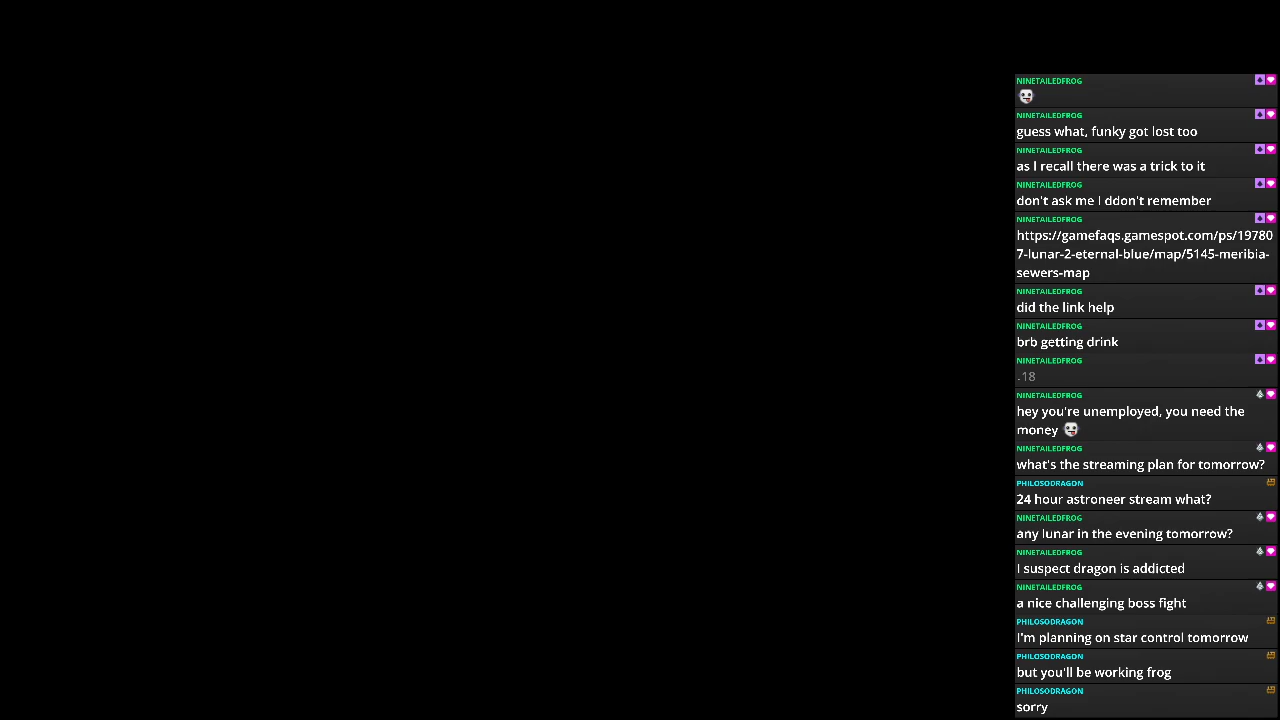 NINETAILEDFROG
NINETAILEDFROG
guess what, funky got lost too
NINETAILEDFROG
as I recall there was a trick to it
NINETAILEDFROG
don't ask me I ddon't remember
NINETAILEDFROG
https://gamefaqs.gamespot.com/ps/19780
7-lunar-2-eternal-blue/map/5145-meribia-
sewers-map
NINETAILEDFROG
did the link help
NINETAILEDFROG
brb getting drink
NINETAILEDFROG
.18
NINETAILEDFROG
hey you're unemployed, you need the
money
NINETAILEDFROG
what's the streaming plan for tomorrow?
PHILOSODRAGON
24 hour astroneer stream what?
NINETAILEDFROG
any lunar in the evening tomorrow?
NINETAILEDFROG
I suspect dragon is addicted
NINETAILEDFROG
a nice challenging boss fight
PHILOSODRAGON
I'm planning on star control tomorrow
PHILOSODRAGON
but you'll be working frog
PHILOSODRAGON
sorry